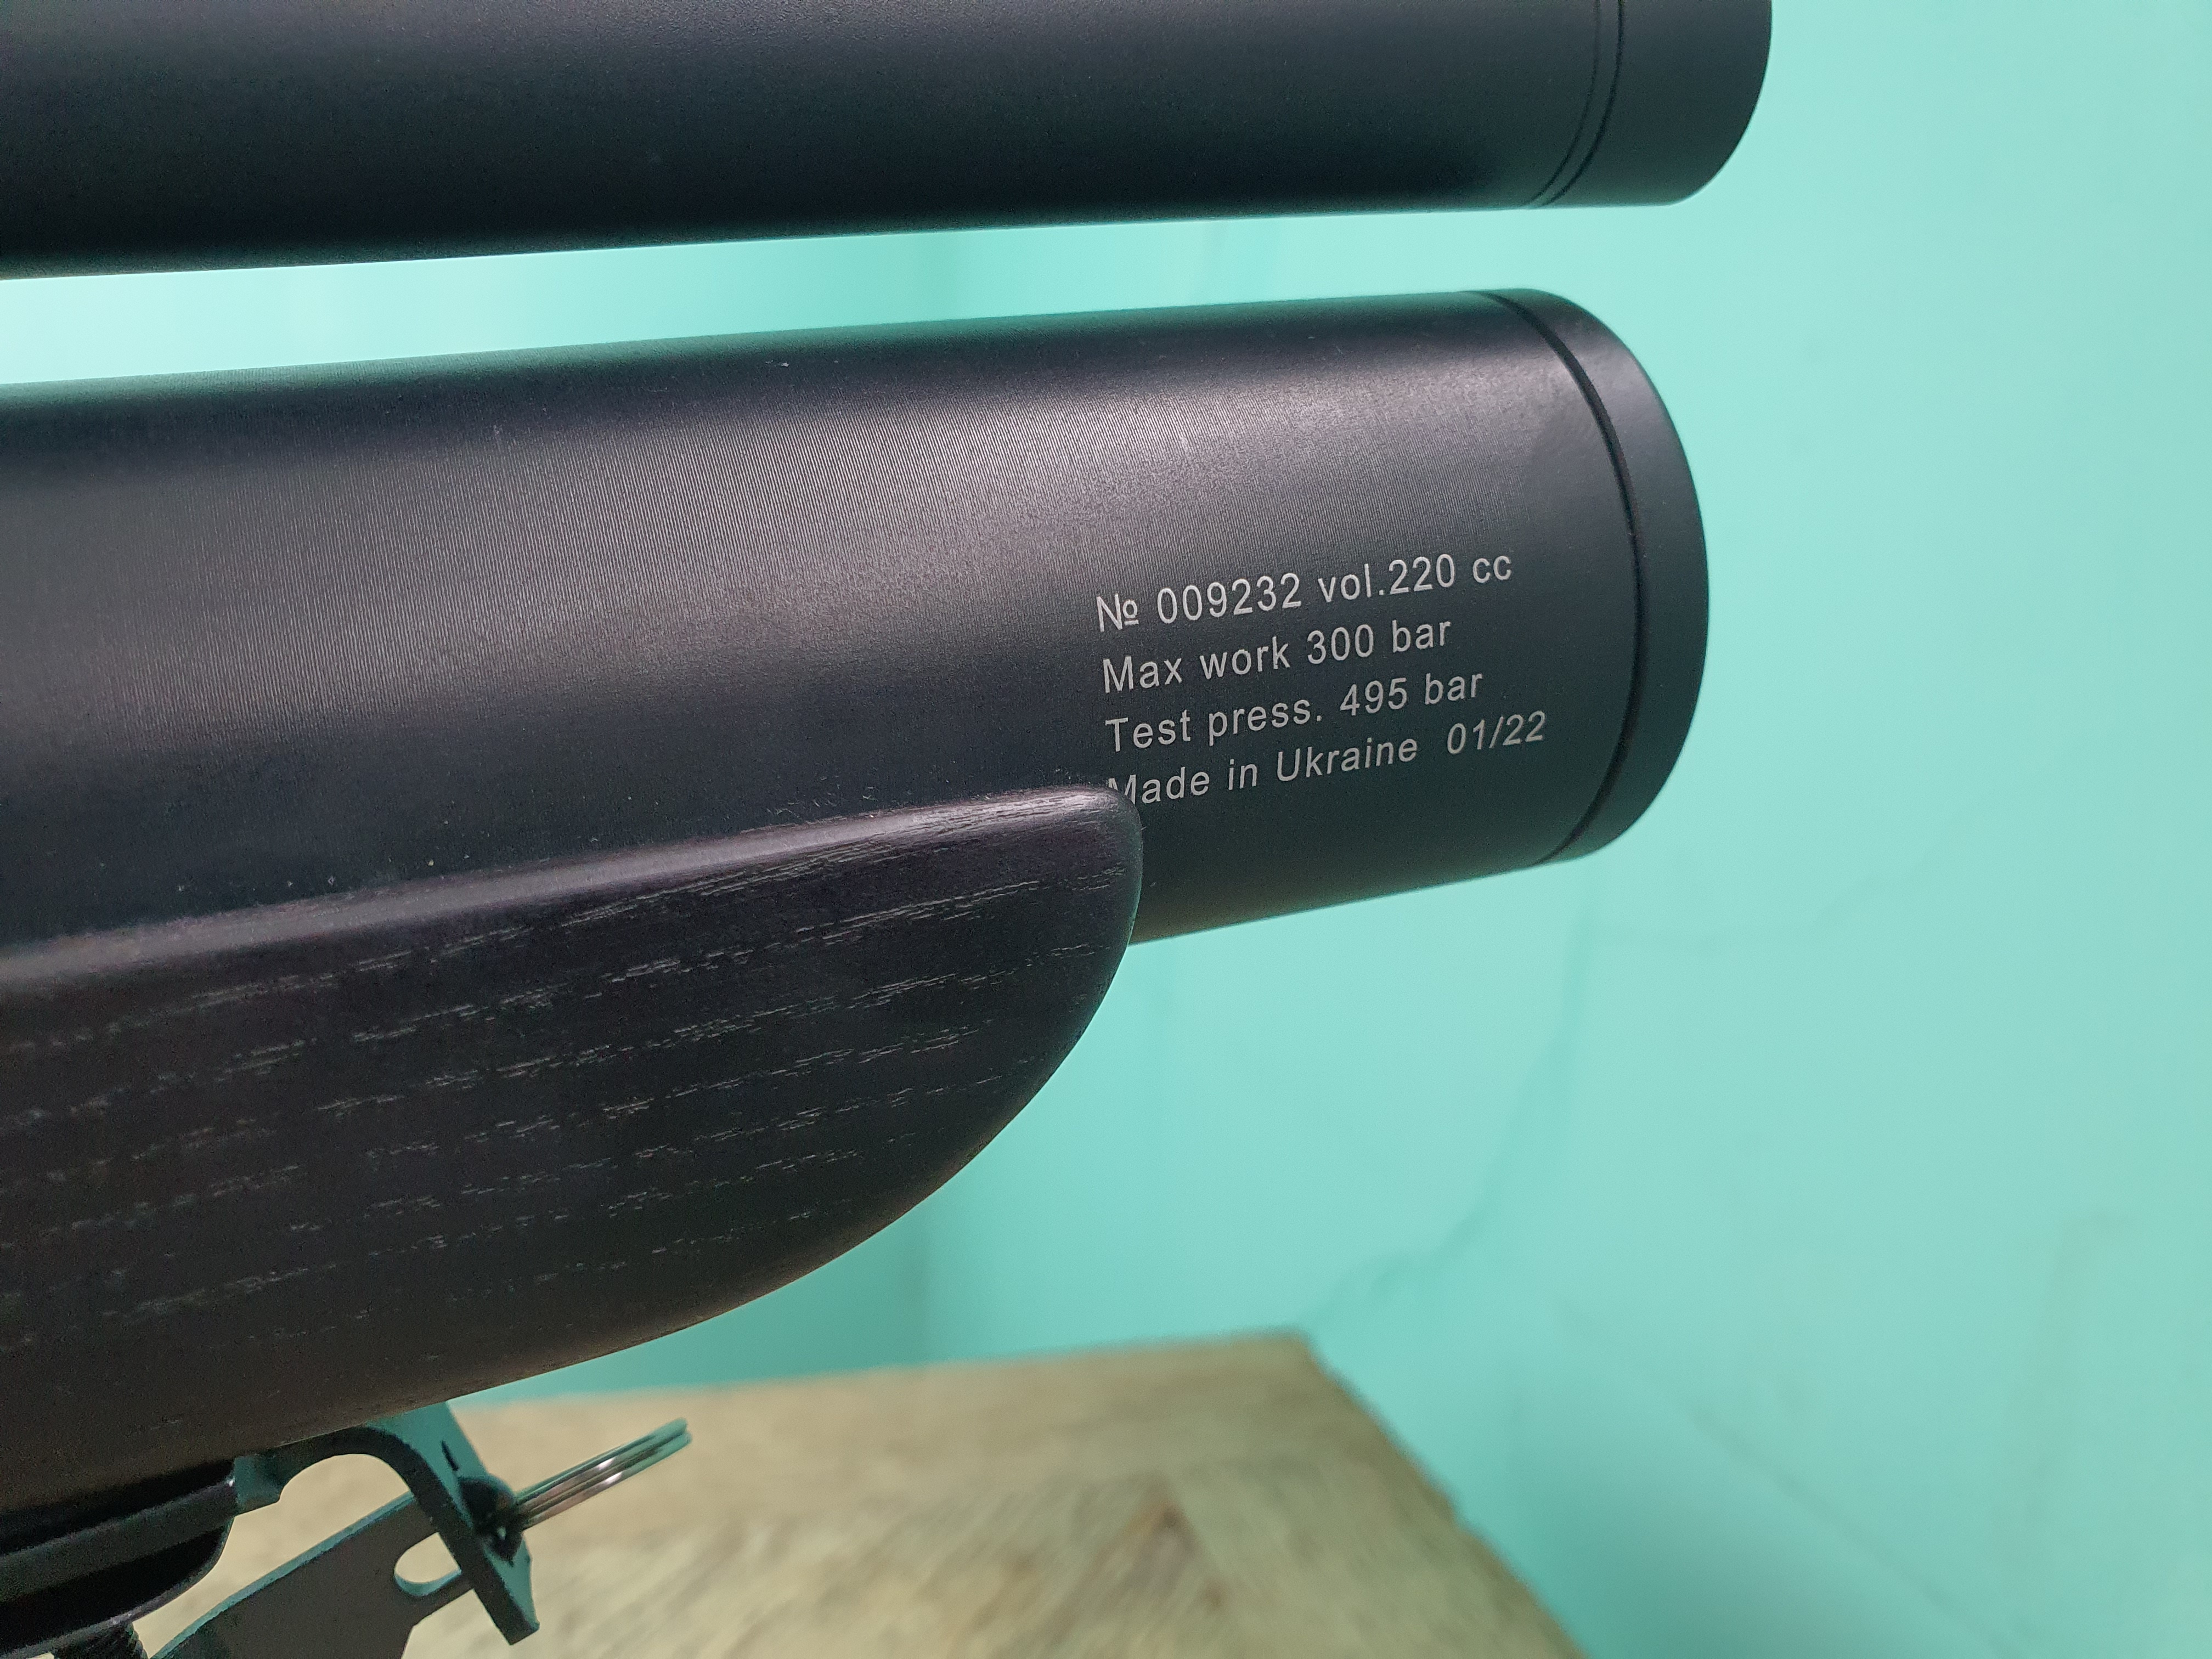 № 009232 vol.220 cc
Max work 300 bar
Test press. 495 bar
Made in Ukraine 01/22